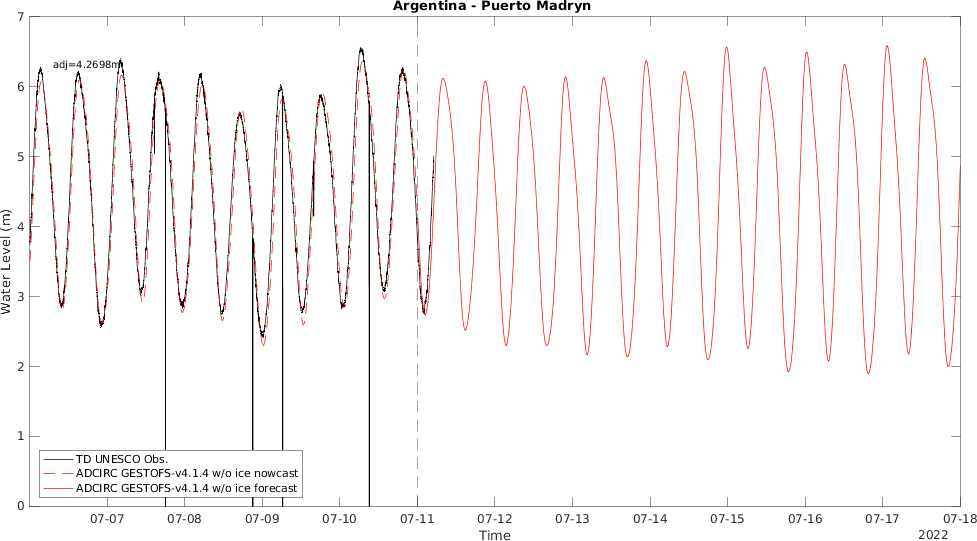 Argentina - Puerto Madryn
7
6
5
4
3
2
1
0
Water Level (m)
adj=4.2698m
TD UNESCO Obs.
ADCIRC GESTOFS-v4.1.4 w/o ice nowcast
ADCIRC GESTOFS-v4.1.4 w/o ice forecast
07-07 07-08 07-09 07-10 07-11 07-12 07-13 07-14 07-15 07-16 07-17 07-18
Time
2022